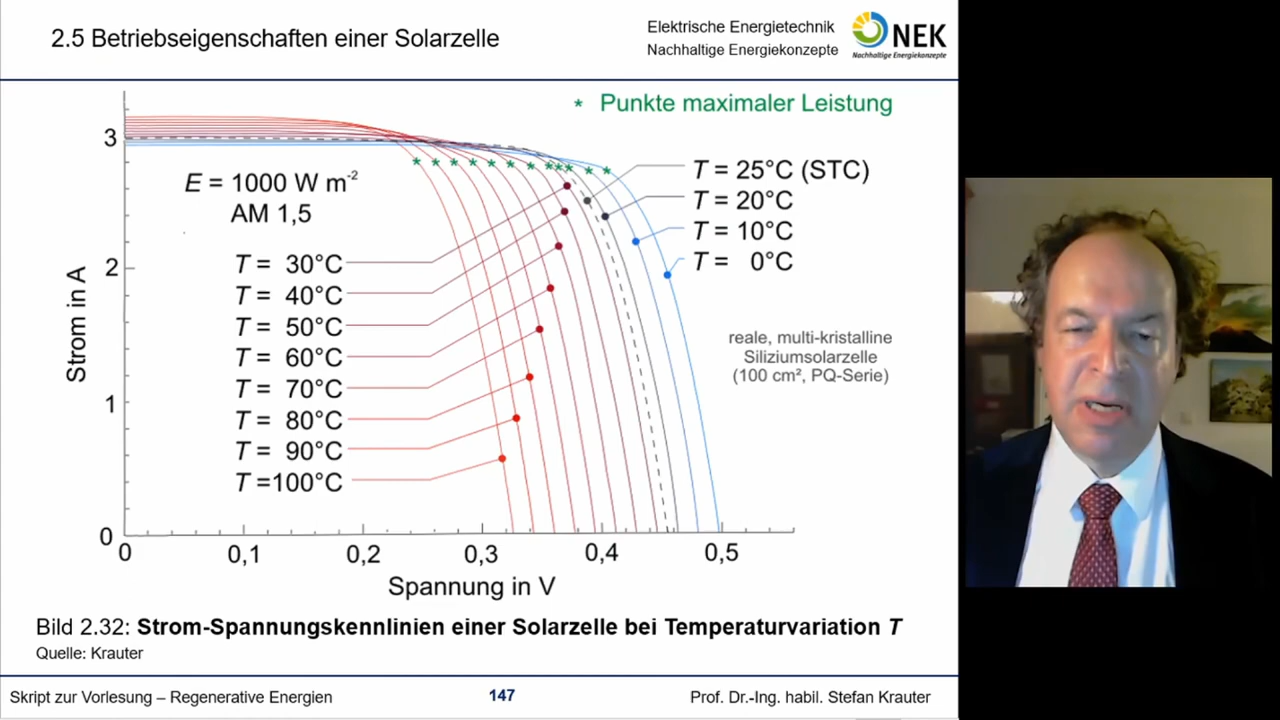 2.5 Betriebseigenschaften einer Solarzelle
Elektrische Energietechnik
Nachhaltige Energiekonzepte
NEK
Nachhaltige Energiekonzepte
* Punkte maximaler Leistung
3
E = 1000 W m⁻²
AM 1,5
T = 25°C (STC)
T = 20°C
T = 10°C
T = 0°C
T = 30°C
T = 40°C
T = 50°C
T = 60°C
T = 70°C
T = 80°C
T = 90°C
T =100°C
2
1
0
Strom in A
reale, multi-kristalline
Siliziumsolarzelle
(100 cm², PQ-Serie)
0 0,1 0,2 0,3 0,4 0,5
Spannung in V
Bild 2.32: Strom-Spannungskennlinien einer Solarzelle bei Temperaturvariation T
Quelle: Krauter
Skript zur Vorlesung – Regenerative Energien
147
Prof. Dr.-Ing. habil. Stefan Krauter